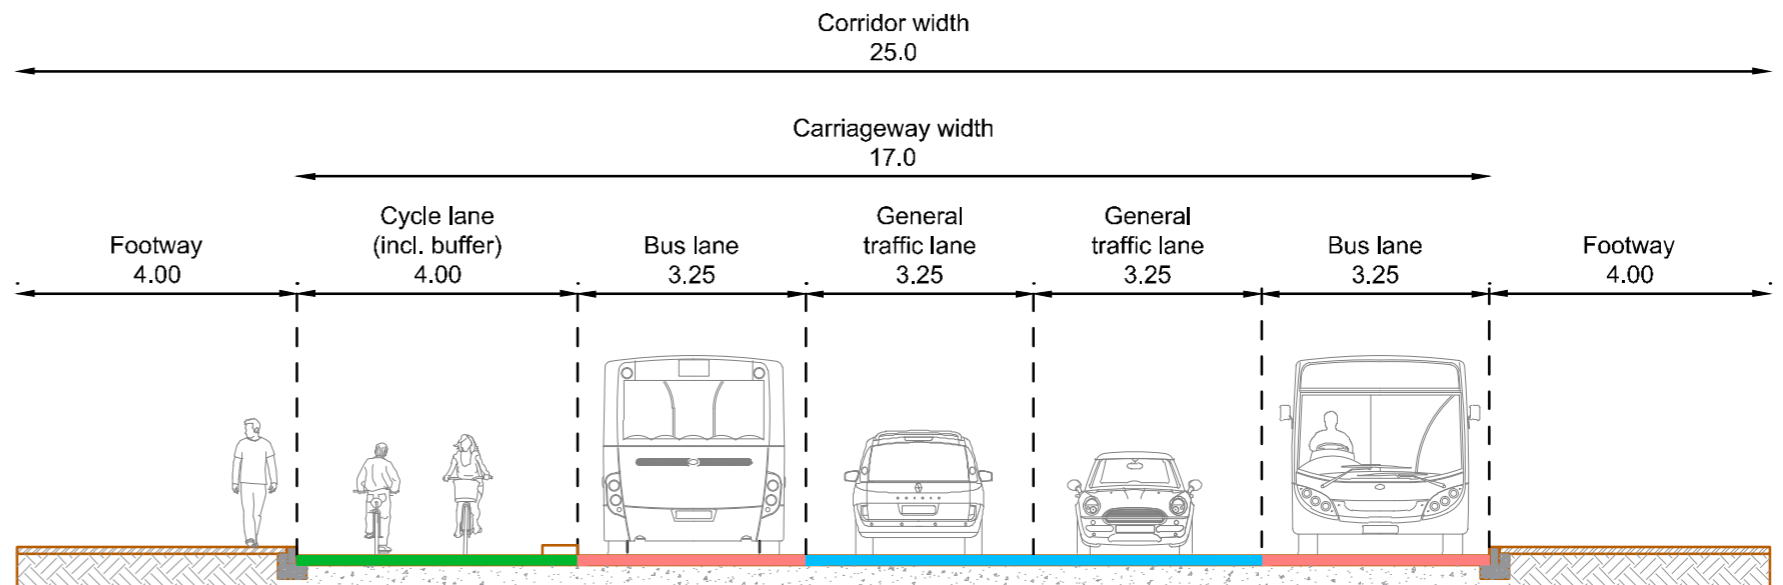 Corridor width
25.0
Carriageway width
17.0
Footway
4.00
Cycle lane
(incl. buffer)
4.00
Bus lane
3.25
General
traffic lane
3.25
General
traffic lane
3.25
Bus lane
3.25
Footway
4.00